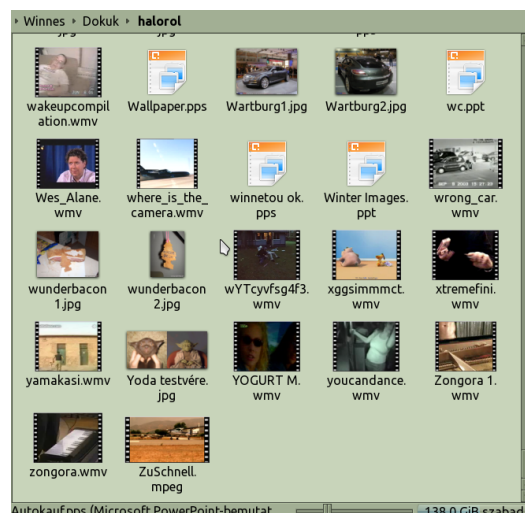 Winnes Dokuk halorol
wakeupcompil Wallpaper.pps Wartburg1.jpg Wartburg2.jpg wc.ppt
ation.wmv
Wes_Alane. where_is_the_ winnetou ok. Winter Images. wrong_car.
wmv camera.wmv pps ppt wmv
wunderbacon wunderbacon wYTcyvfsg4f3. xggsimmmct. xtremefini.
1.jpg 2.jpg wmv wmv wmv
yamakasi.wmv Yoda testvére. YOGURT M. youcandance. Zongora 1.
jpg wmv wmv wmv
zongora.wmv ZuSchnell.
mpeg
Autokauf.pps (Microsoft PowerPoint-bemutat 138,0 GiB szabad